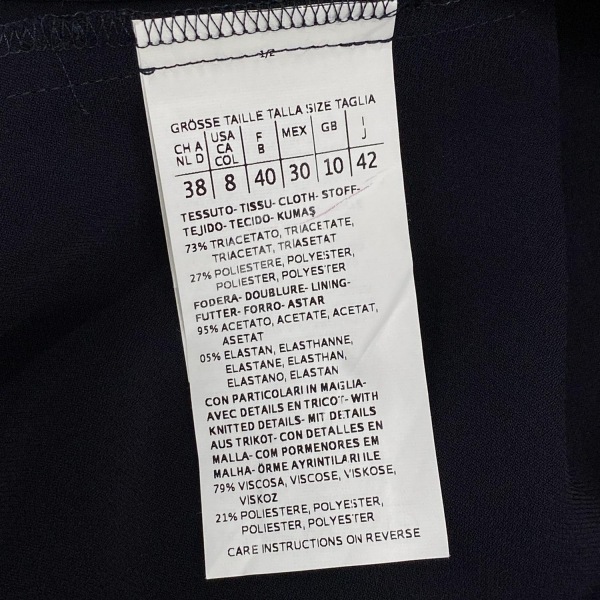 1/2
GRÖSSE TAILLE TALLA SIZE TAGLIA
CH A NL D USA CA COL F B MEX GB I J
38 8 40 30 10 42
TESSUTO- TISSU- CLOTH- STOFF-
TEJIDO- TECIDO- KUMAŞ
73% TRIACETATO, TRIACETATE,
TRIACETAT, TRIASETAT
27% POLIESTERE, POLYESTER,
POLIESTER, POLYESTER
FODERA- DOUBLURE- LINING-
FUTTER- FORRO- ASTAR
95% ACETATO, ACETATE, ACETAT,
ASETAT
05% ELASTAN, ELASTHANNE,
ELASTANE, ELASTHAN,
ELASTANO, ELASTAN
CON PARTICOLARI IN MAGLIA-
AVEC DETAILS EN TRICOT- WITH
KNITTED DETAILS- MIT DETAILS
AUS TRIKOT- CON DETALLES EN
MALLA- COM PORMENORES EM
MALHA- ÖRME AYRINTILARI ILE
79% VISCOSA, VISCOSE, VISKOSE,
VISKOZ
21% POLIESTERE, POLYESTER,
POLIESTER, POLYESTER
CARE INSTRUCTIONS ON REVERSE